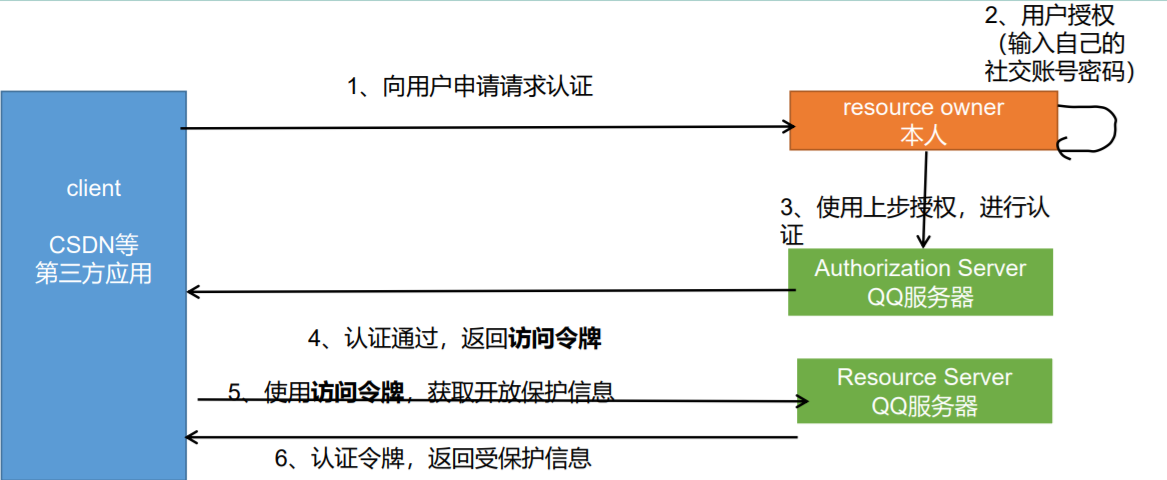 2、用户授权
（输入自己的
社交账号密码）
1、向用户申请请求认证
resource owner
本人
client
CSDN等
第三方应用
3、使用上步授权，进行认
证
Authorization Server
QQ服务器
4、认证通过，返回访问令牌
Resource Server
QQ服务器
5、使用访问令牌，获取开放保护信息
6、认证令牌，返回受保护信息